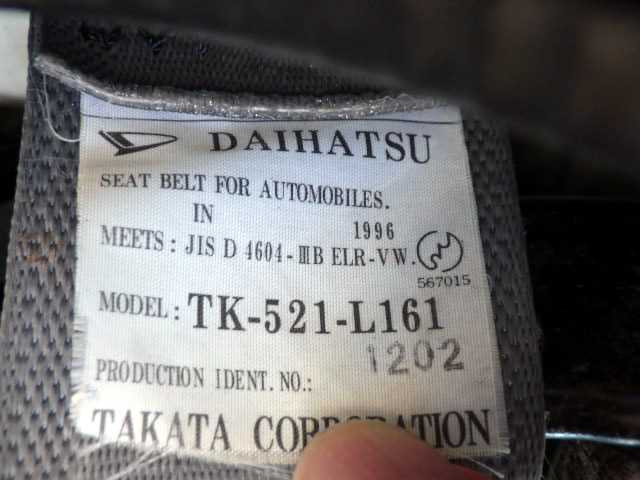 DAIHATSU
SEAT BELT FOR AUTOMOBILES.
IN 1996
MEETS : JIS D 4604-ⅢB ELR-VW.
567015
MODEL : TK-521-L161
1202
PRODUCTION IDENT. NO.:
TAKATA CORPORATION